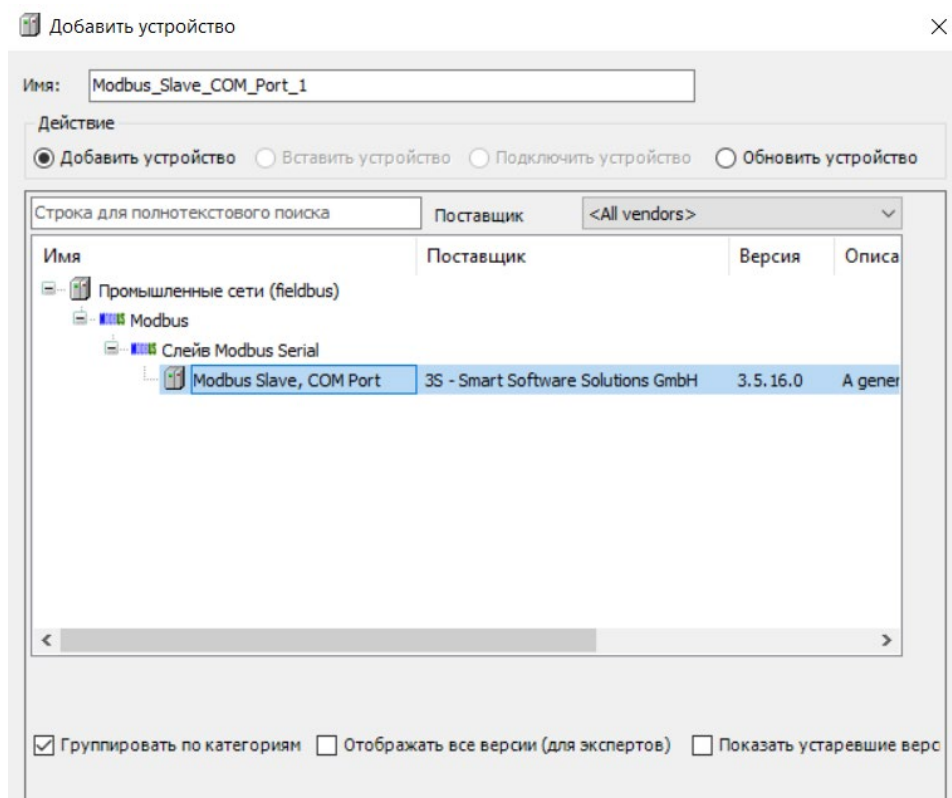 Добавить устройство
Имя: Modbus_Slave_COM_Port_1
Действие
Добавить устройство Вставить устройство Подключить устройство Обновить устройство
Строка для полнотекстового поиска Поставщик <All vendors>
Имя Поставщик Версия Описа
Промышленные сети (fieldbus)
Modbus
Слейв Modbus Serial
Modbus Slave, COM Port 3S - Smart Software Solutions GmbH 3.5.16.0 A gener
Группировать по категориям Отображать все версии (для экспертов) Показать устаревшие верс